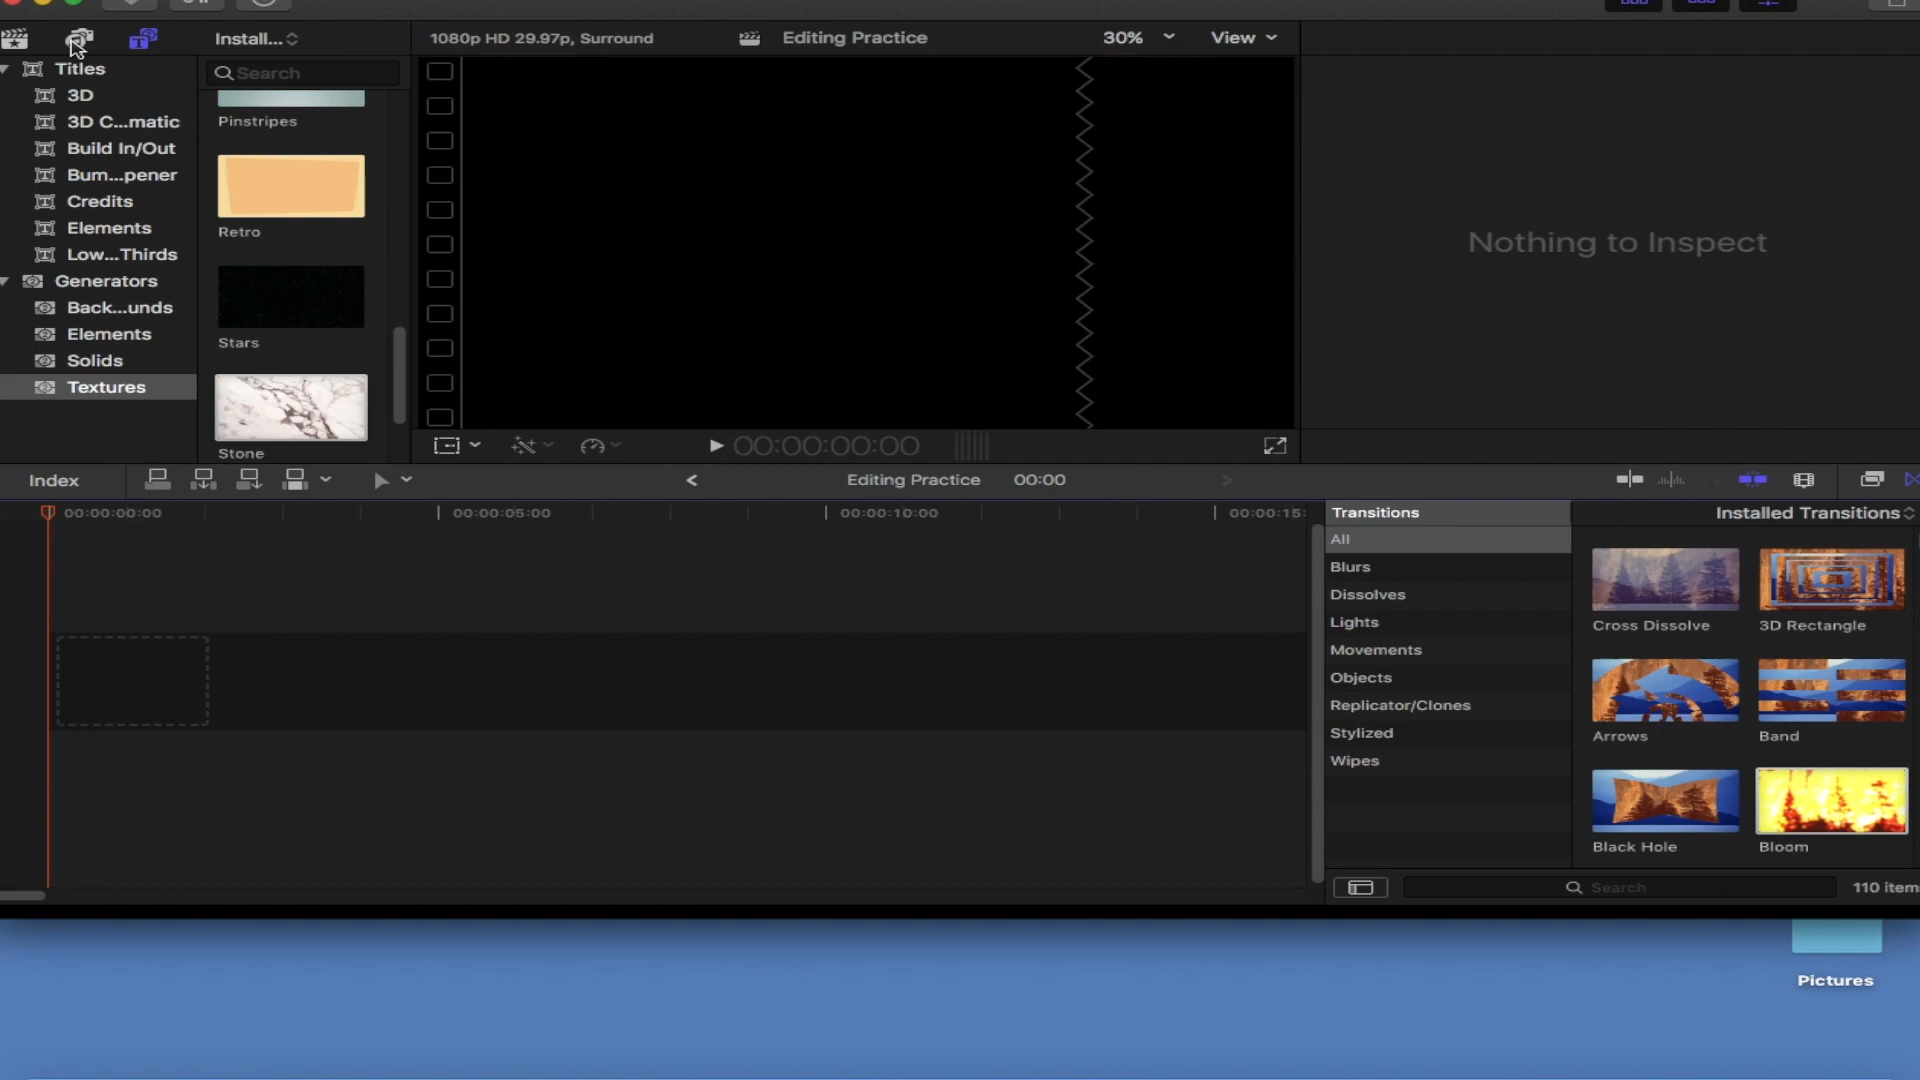 Install...
1080p HD 29.97p, Surround
Editing Practice
30%
View
Titles
3D
3D C...matic
Build In/Out
Bum...pener
Credits
Elements
Low...Thirds
Generators
Back...unds
Elements
Solids
Textures
Search
Pinstripes
Retro
Stars
Stone
Nothing to Inspect
00:00:00:00
Index
Editing Practice
00:00
00:00:00:00
00:00:05:00
00:00:10:00
00:00:15:
Transitions
Installed Transitions
All
Blurs
Dissolves
Lights
Movements
Objects
Replicator/Clones
Stylized
Wipes
Cross Dissolve
3D Rectangle
Arrows
Band
Black Hole
Bloom
Search
110 item
Pictures